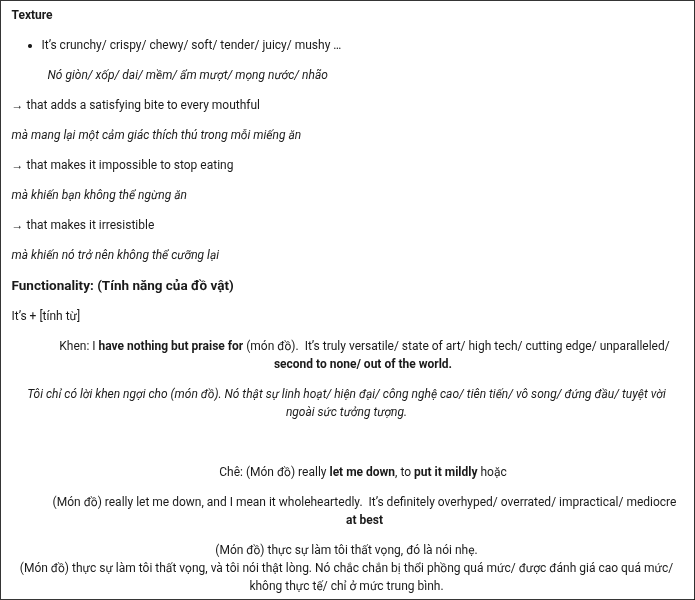 Texture
• It's crunchy/ crispy/ chewy/ soft/ tender/ juicy/ mushy …
Nó giòn/ xốp/ dai/ mềm/ ẩm mượt/ mọng nước/ nhão
→ that adds a satisfying bite to every mouthful
mà mang lại một cảm giác thích thú trong mỗi miếng ăn
→ that makes it impossible to stop eating
mà khiến bạn không thể ngừng ăn
→ that makes it irresistible
mà khiến nó trở nên không thể cưỡng lại
Functionality: (Tính năng của đồ vật)
It's + [tính từ]
Khen: I have nothing but praise for (món đồ). It's truly versatile/ state of art/ high tech/ cutting edge/ unparalleled/
second to none/ out of the world.
Tôi chỉ có lời khen ngợi cho (món đồ). Nó thật sự linh hoạt/ hiện đại/ công nghệ cao/ tiên tiến/ vô song/ đứng đầu/ tuyệt vời
ngoài sức tưởng tượng.
Chê: (Món đồ) really let me down, to put it mildly hoặc
(Món đồ) really let me down, and I mean it wholeheartedly. It's definitely overhyped/ overrated/ impractical/ mediocre
at best
(Món đồ) thực sự làm tôi thất vọng, đó là nói nhẹ.
(Món đồ) thực sự làm tôi thất vọng, và tôi nói thật lòng. Nó chắc chắn bị thổi phồng quá mức/ được đánh giá cao quá mức/
không thực tế/ chỉ ở mức trung bình.